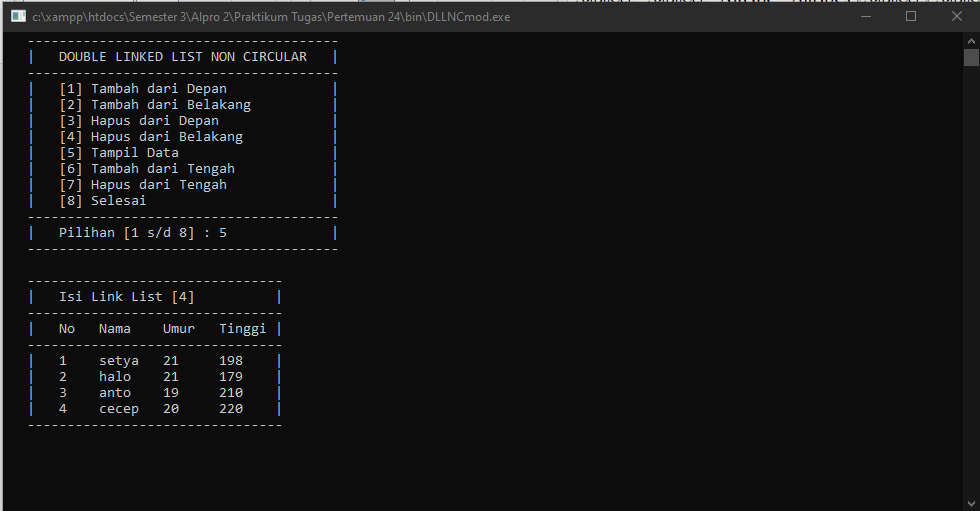 c:\xampp\htdocs\Semester 3\Alpro 2\Praktikum Tugas\Pertemuan 24\bin\DLLNCmod.exe
---------------------------------------
| DOUBLE LINKED LIST NON CIRCULAR |
---------------------------------------
| [1] Tambah dari Depan |
| [2] Tambah dari Belakang |
| [3] Hapus dari Depan |
| [4] Hapus dari Belakang |
| [5] Tampil Data |
| [6] Tambah dari Tengah |
| [7] Hapus dari Tengah |
| [8] Selesai |
---------------------------------------
| Pilihan [1 s/d 8] : 5 |
---------------------------------------
--------------------------------
| Isi Link List [4] |
--------------------------------
| No Nama Umur Tinggi |
--------------------------------
| 1 setya 21 198 |
| 2 halo 21 179 |
| 3 anto 19 210 |
| 4 cecep 20 220 |
--------------------------------